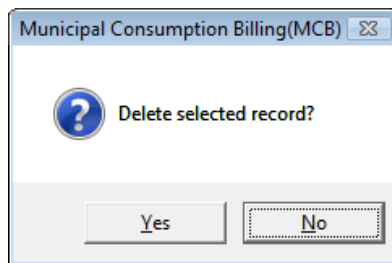 Municipal Consumption Billing(MCB)
Delete selected record?
Yes No